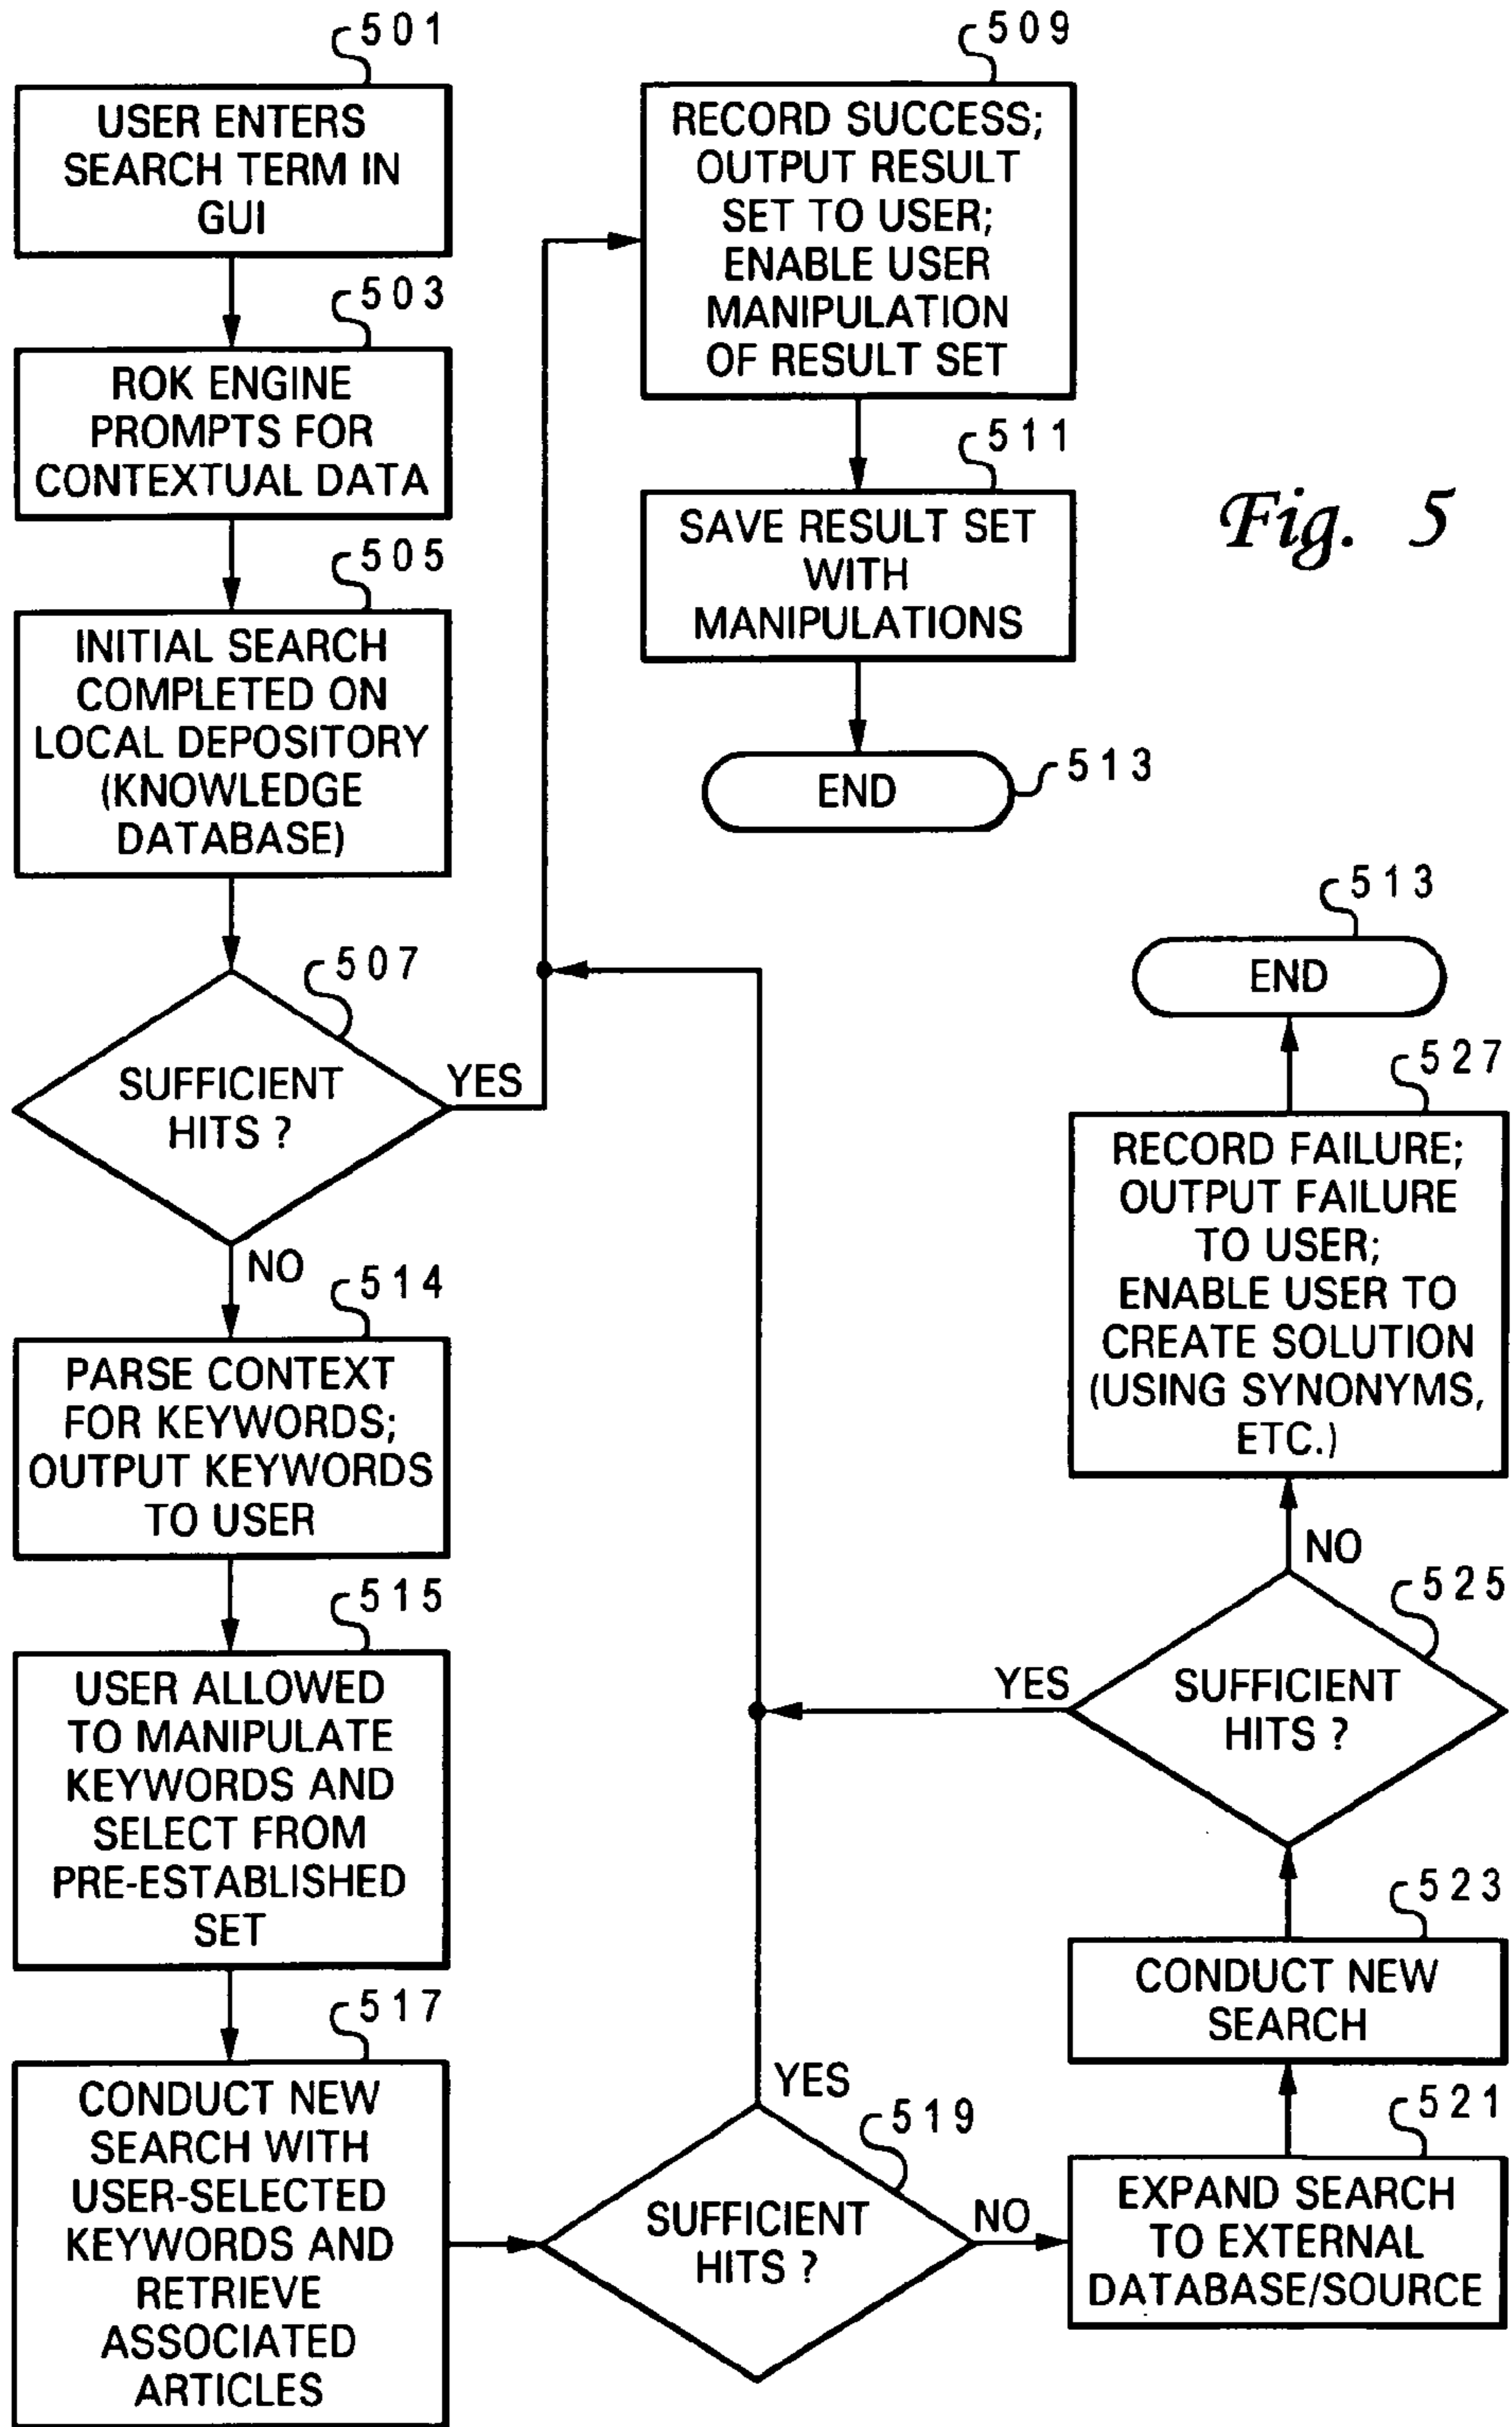 501
USER ENTERS
SEARCH TERM IN
GUI
503
ROK ENGINE
PROMPTS FOR
CONTEXTUAL DATA
505
INITIAL SEARCH
COMPLETED ON
LOCAL DEPOSITORY
(KNOWLEDGE
DATABASE)
507
SUFFICIENT
HITS ?
YES
NO
509
RECORD SUCCESS;
OUTPUT RESULT
SET TO USER;
ENABLE USER
MANIPULATION
OF RESULT SET
511
SAVE RESULT SET
WITH
MANIPULATIONS
END
513
Fig. 5
514
PARSE CONTEXT
FOR KEYWORDS;
OUTPUT KEYWORDS
TO USER
515
USER ALLOWED
TO MANIPULATE
KEYWORDS AND
SELECT FROM
PRE-ESTABLISHED
SET
517
CONDUCT NEW
SEARCH WITH
USER-SELECTED
KEYWORDS AND
RETRIEVE
ASSOCIATED
ARTICLES
519
SUFFICIENT
HITS ?
YES
NO
521
EXPAND SEARCH
TO EXTERNAL
DATABASE/SOURCE
523
CONDUCT NEW
SEARCH
525
SUFFICIENT
HITS ?
YES
NO
527
RECORD FAILURE;
OUTPUT FAILURE
TO USER;
ENABLE USER TO
CREATE SOLUTION
(USING SYNONYMS,
ETC.)
513
END